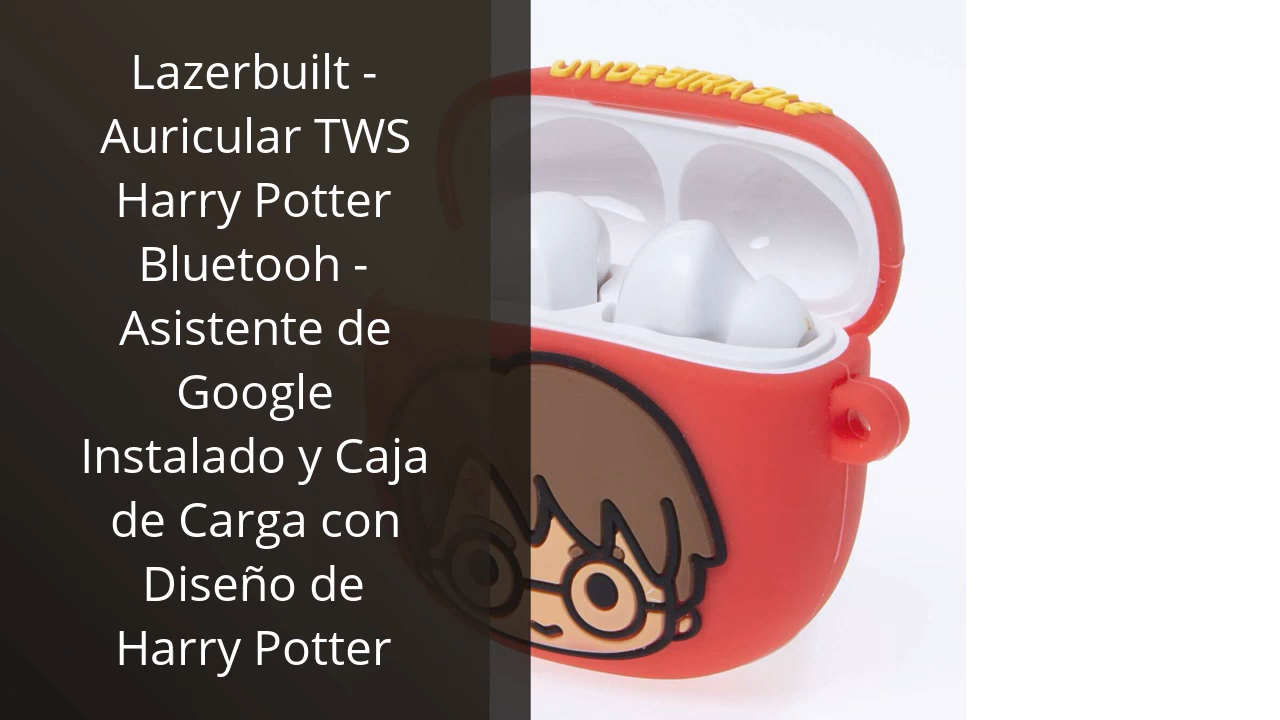 Lazerbuilt -
Auricular TWS
Harry Potter
Bluetooh -
Asistente de
Google
Instalado y Caja
de Carga con
Diseño de
Harry Potter
UNDESIRABLE